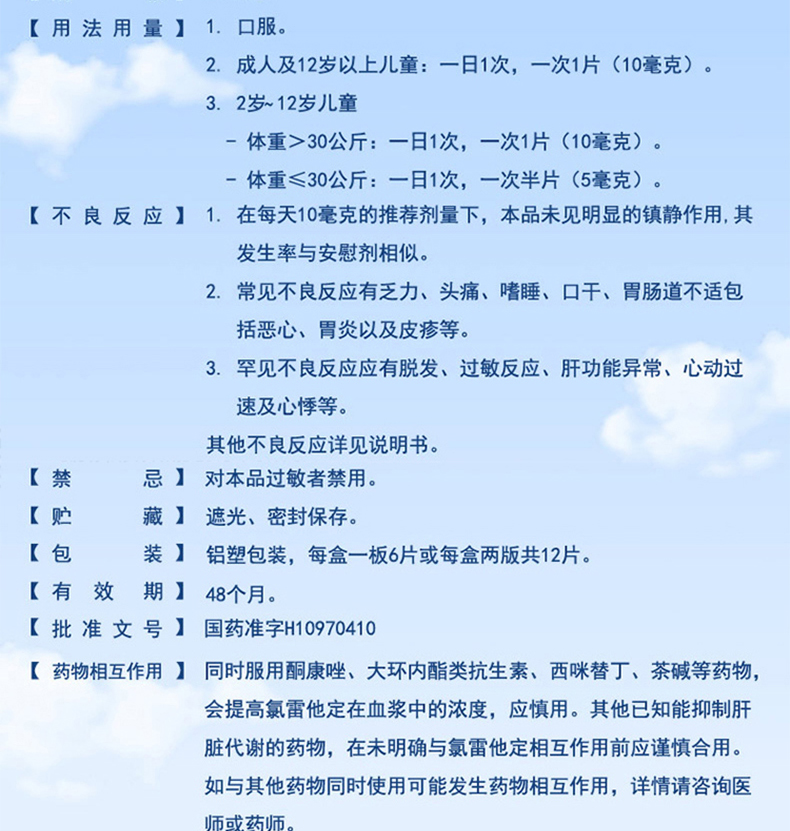 【用法用量】 1. 口服。
2. 成人及12岁以上儿童：一日1次，一次1片（10毫克）。
3. 2岁~12岁儿童
- 体重＞30公斤：一日1次，一次1片（10毫克）。
- 体重≤30公斤：一日1次，一次半片（5毫克）。
【不良反应】 1. 在每天10毫克的推荐剂量下，本品未见明显的镇静作用,其
发生率与安慰剂相似。
2. 常见不良反应有乏力、头痛、嗜睡、口干、胃肠道不适包
括恶心、胃炎以及皮疹等。
3. 罕见不良反应应有脱发、过敏反应、肝功能异常、心动过
速及心悸等。
其他不良反应详见说明书。
【禁忌】 对本品过敏者禁用。
【贮藏】 遮光、密封保存。
【包装】 铝塑包装，每盒一板6片或每盒两版共12片。
【有效期】 48个月。
【批准文号】 国药准字H10970410
【药物相互作用】 同时服用酮康唑、大环内酯类抗生素、西咪替丁、茶碱等药物，
会提高氯雷他定在血浆中的浓度，应慎用。其他已知能抑制肝
脏代谢的药物，在未明确与氯雷他定相互作用前应谨慎合用。
如与其他药物同时使用可能发生药物相互作用，详情请咨询医
师或药师。